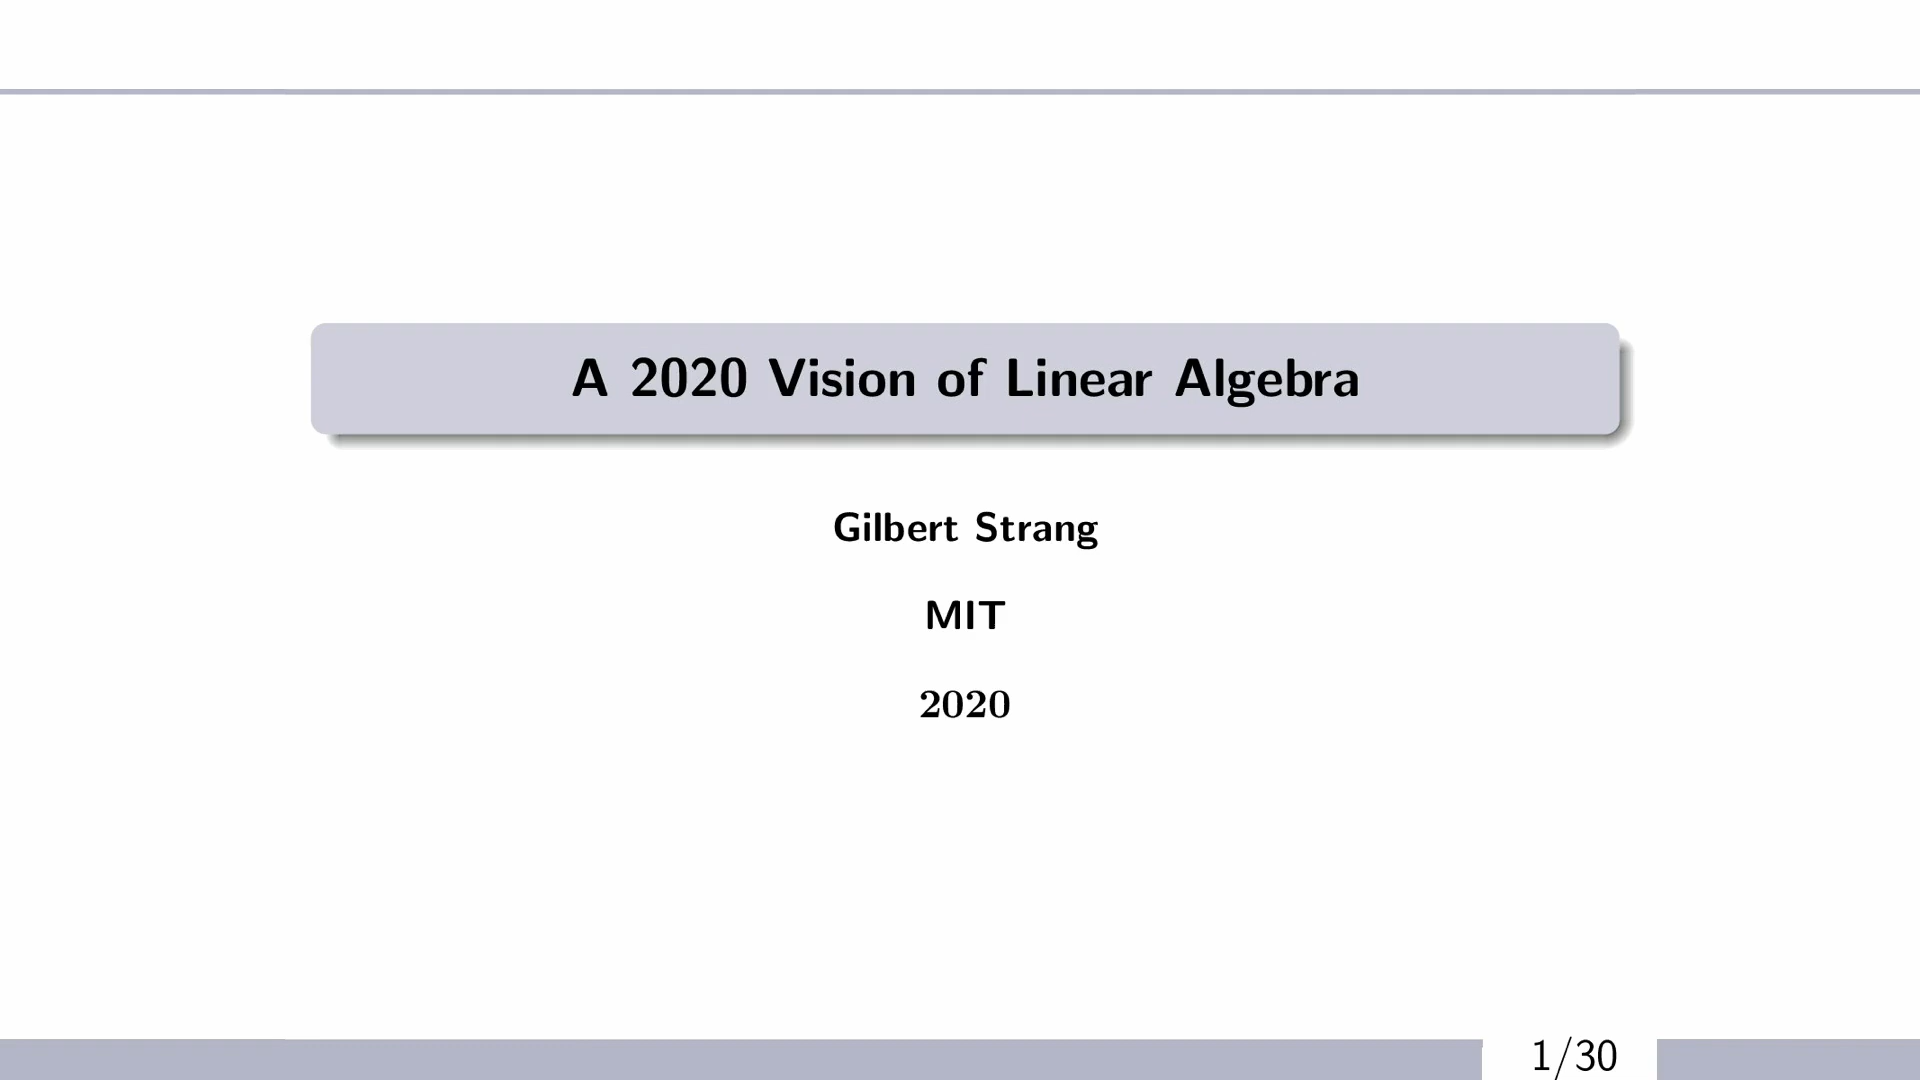 A 2020 Vision of Linear Algebra
Gilbert Strang
MIT
2020
1/30